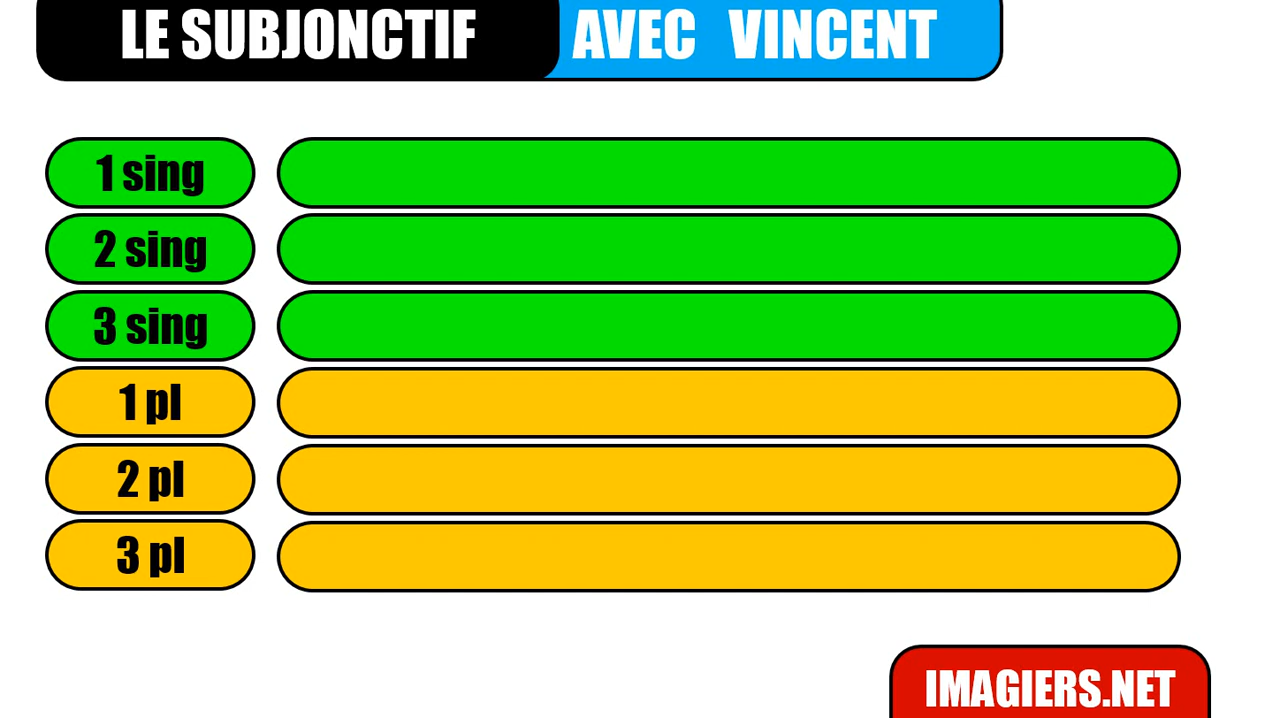 LE SUBJONCTIF AVEC VINCENT
1 sing
2 sing
3 sing
1 pl
2 pl
3 pl
IMAGIERS.NET